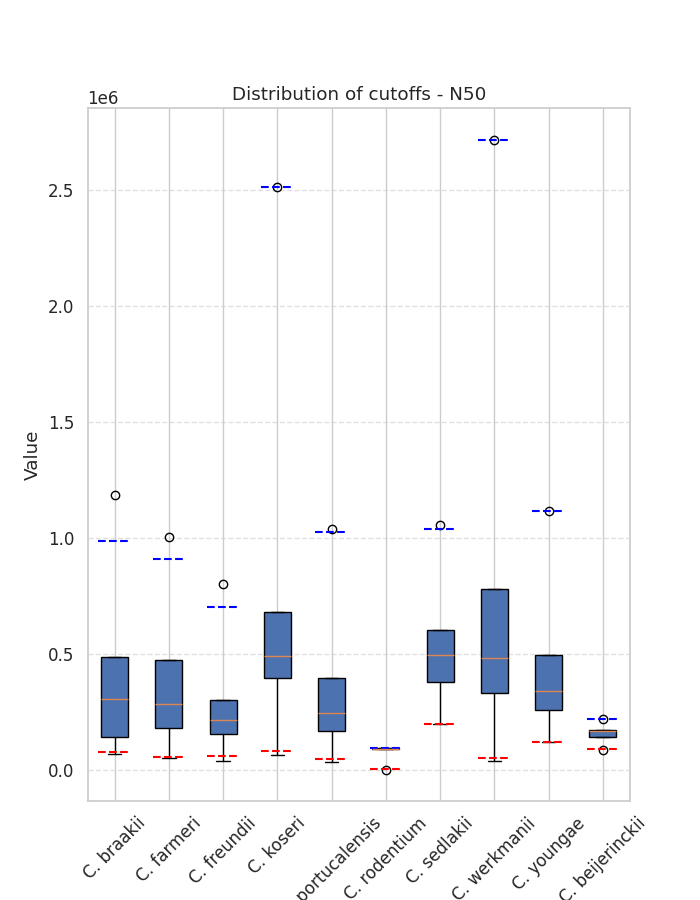 Distribution of cutoffs - N50
1e6
Value
2.5
2.0
1.5
1.0
0.5
0.0
C. braakii
C. farmeri
C. freundii
C. koseri
portucalensis
C. rodentium
C. sedlakii
C. werkmanii
C. youngae
C. beijerinckii